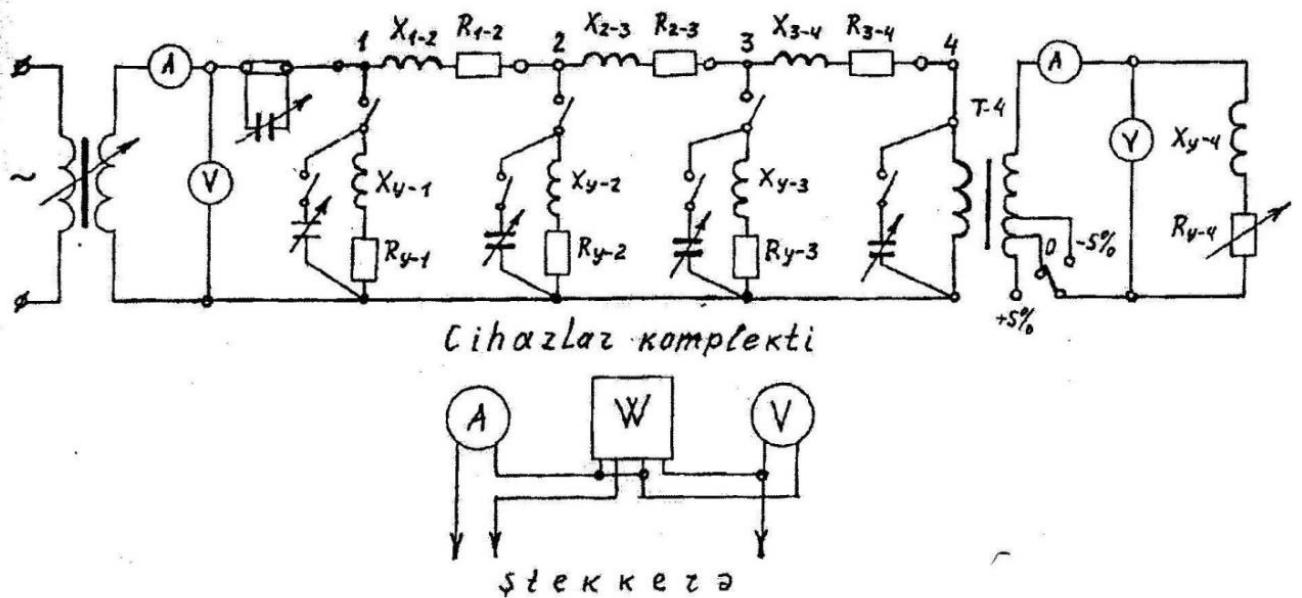 X1-2 R1-2 X2-3 R2-3 X3-4 R3-4
1 2 3 4
A T-4 A
~ V Xy-1 Xy-2 Xy-3 V Xy-4
Ry-1 Ry-2 Ry-3 Ry-4
0 -5%
+5%
Cihazlar komplekti
A W V
ştekkerə